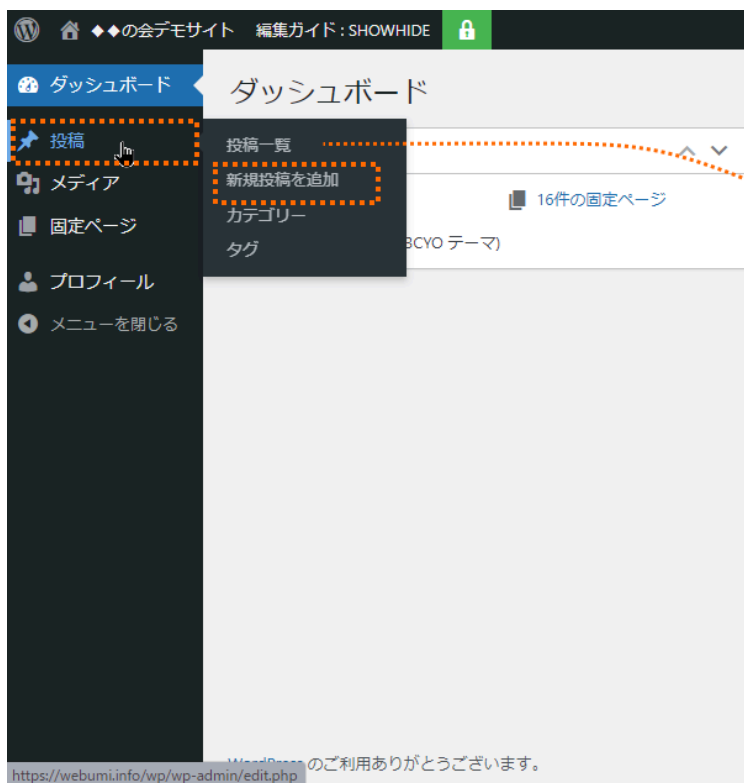 ◆◆の会デモサイト 編集ガイド : SHOWHIDE
ダッシュボード
ダッシュボード
投稿
投稿一覧
新規投稿を追加
メディア
16件の固定ページ
固定ページ
カテゴリー
タグ
BCYO テーマ)
プロフィール
メニューを閉じる
のご利用ありがとうございます。
https://webumi.info/wp/wp-admin/edit.php